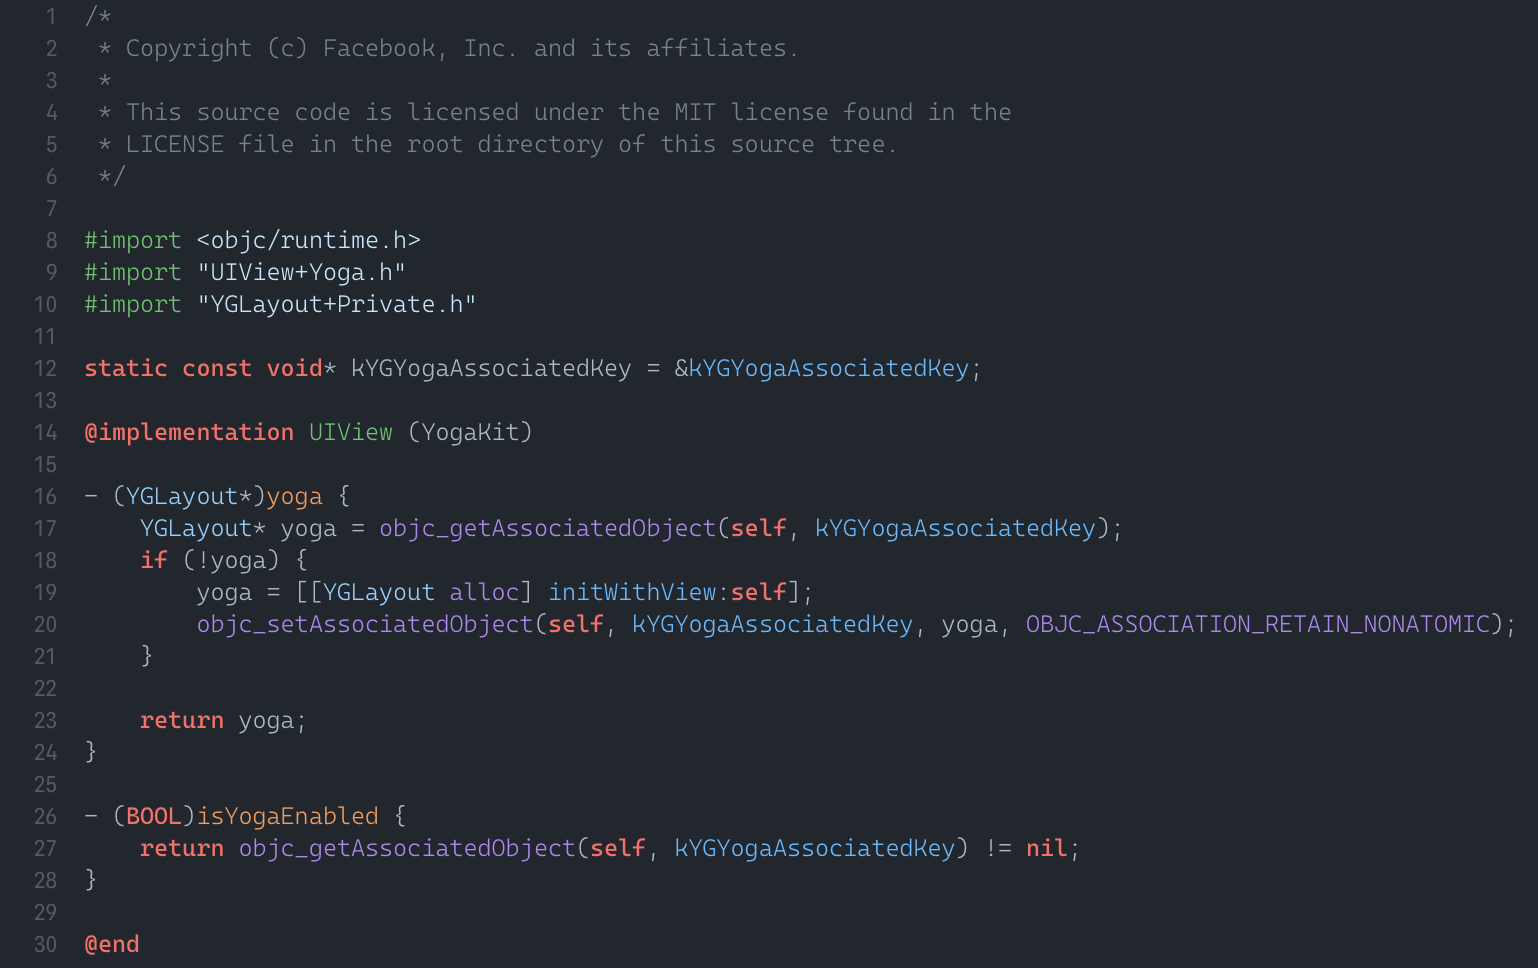 1 /*
2  * Copyright (c) Facebook, Inc. and its affiliates.
3  *
4  * This source code is licensed under the MIT license found in the
5  * LICENSE file in the root directory of this source tree.
6  */
7
8 #import <objc/runtime.h>
9 #import "UIView+Yoga.h"
10 #import "YGLayout+Private.h"
11
12 static const void* kYGYogaAssociatedKey = &kYGYogaAssociatedKey;
13
14 @implementation UIView (YogaKit)
15
16 - (YGLayout*)yoga {
17     YGLayout* yoga = objc_getAssociatedObject(self, kYGYogaAssociatedKey);
18     if (!yoga) {
19         yoga = [[YGLayout alloc] initWithView:self];
20         objc_setAssociatedObject(self, kYGYogaAssociatedKey, yoga, OBJC_ASSOCIATION_RETAIN_NONATOMIC);
21     }
22
23     return yoga;
24 }
25
26 - (BOOL)isYogaEnabled {
27     return objc_getAssociatedObject(self, kYGYogaAssociatedKey) != nil;
28 }
29
30 @end